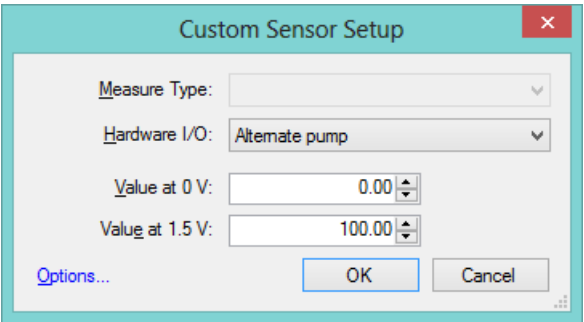 Custom Sensor Setup
Measure Type:
Hardware I/O: Alternate pump
Value at 0 V: 0.00
Value at 1.5 V: 100.00
Options... OK Cancel